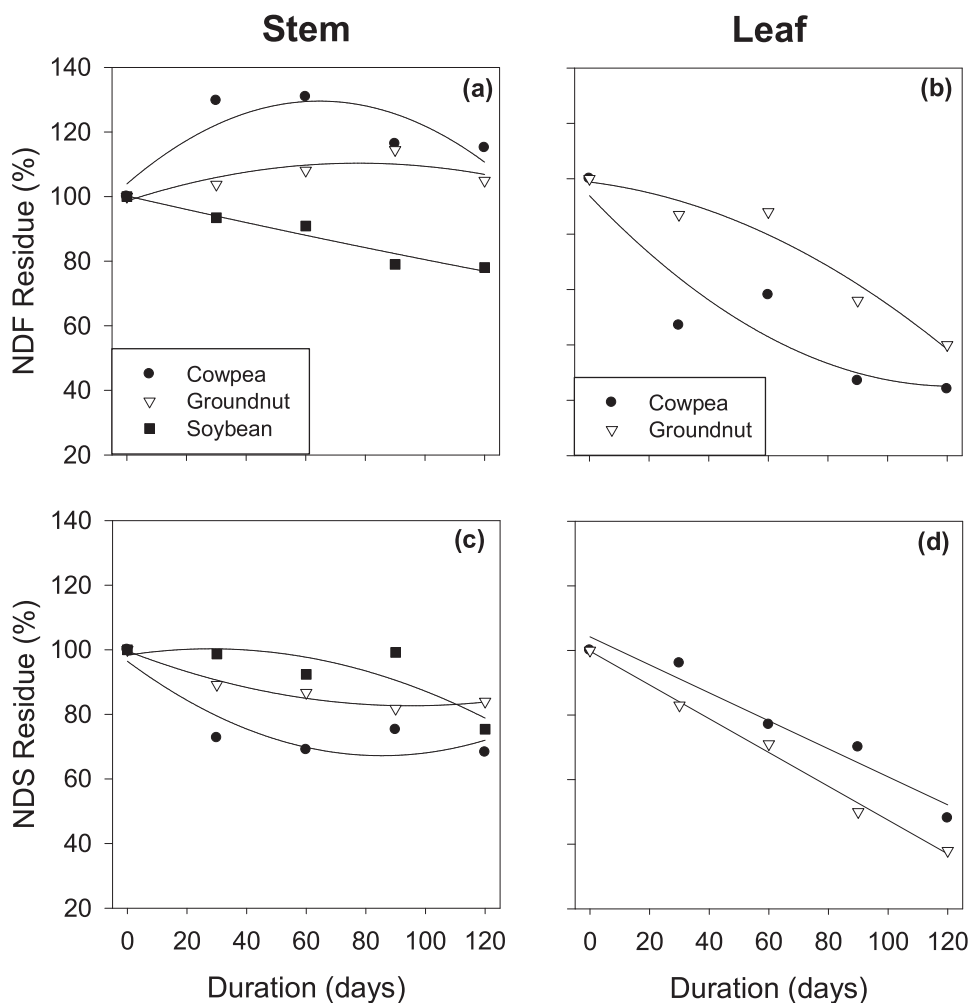 Stem
Leaf
NDF Residue (%)
140
120
100
80
60
40
20
(a)
Cowpea
Groundnut
Soybean
(b)
Cowpea
Groundnut
NDS Residue (%)
140
120
100
80
60
40
20
(c)
0 20 40 60 80 100 120
Duration (days)
(d)
0 20 40 60 80 100 120
Duration (days)